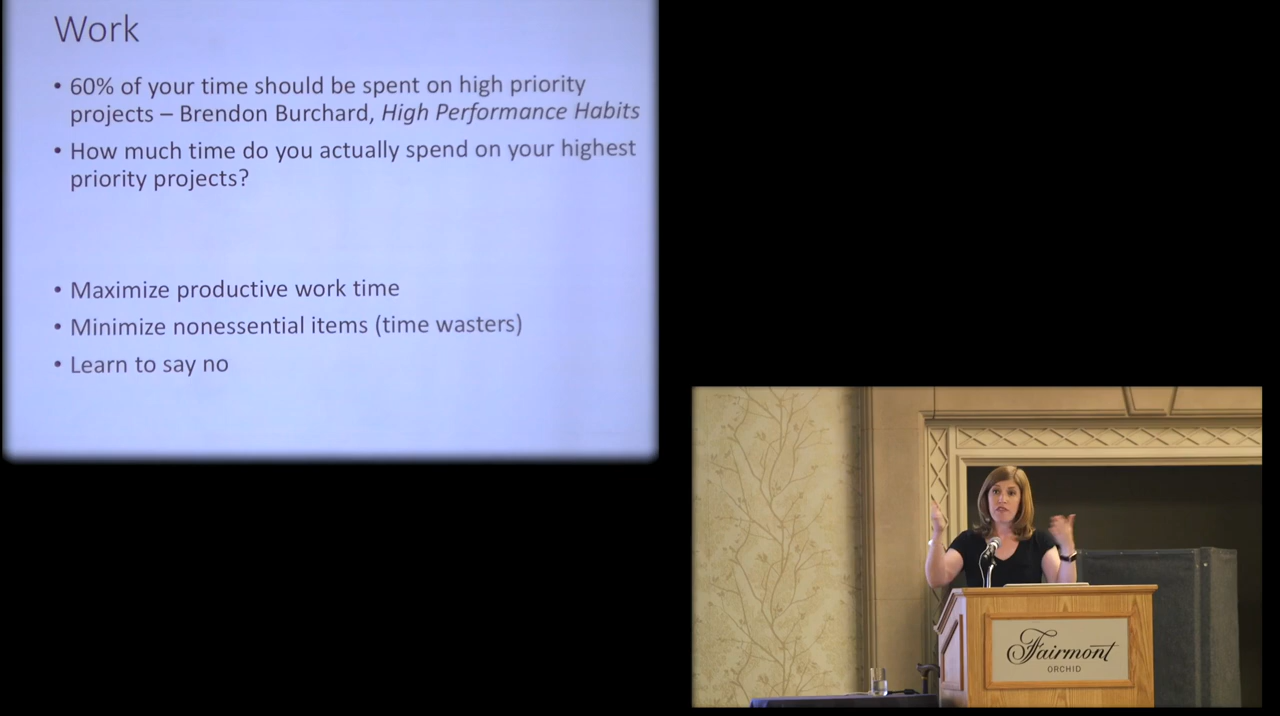 Work
• 60% of your time should be spent on high priority
projects – Brendon Burchard, High Performance Habits
• How much time do you actually spend on your highest
priority projects?
• Maximize productive work time
• Minimize nonessential items (time wasters)
• Learn to say no
Fairmont
ORCHID